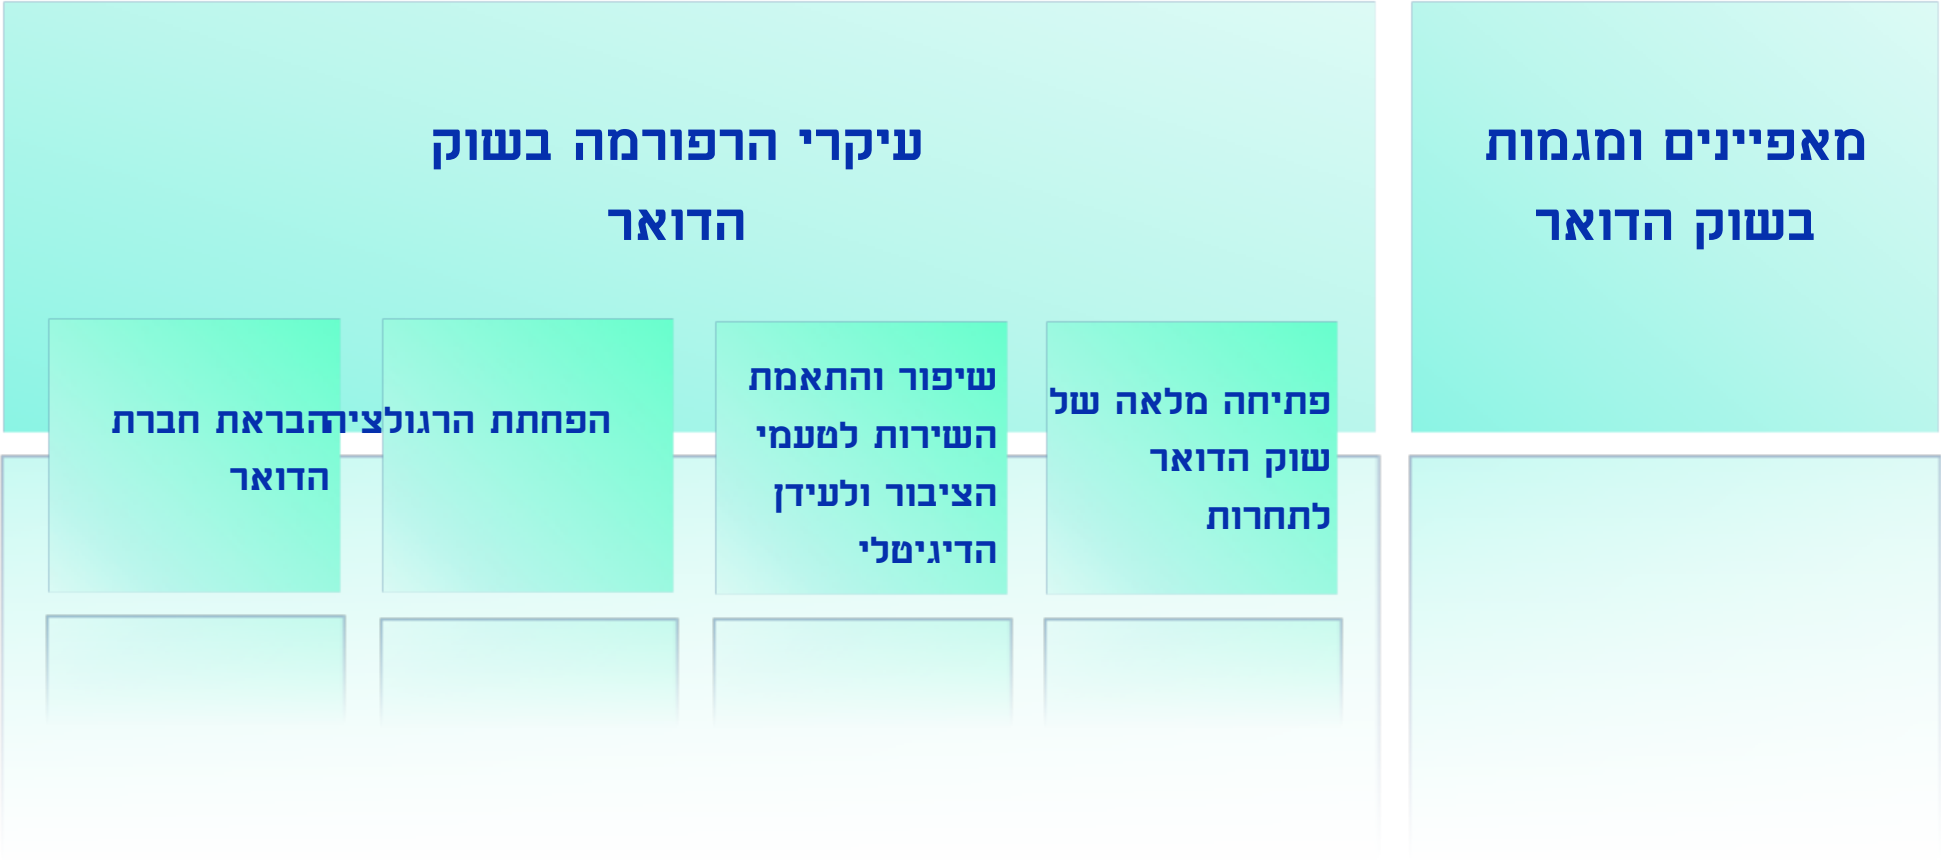 מאפיינים ומגמות
בשוק הדואר
עיקרי הרפורמה בשוק
הדואר
פתיחה מלאה של
שוק הדואר
לתחרות
שיפור והתאמת
השירות לטעמי
הציבור ולעידן
הדיגיטלי
הפחתת הרגולציה
הבראת חברת
הדואר